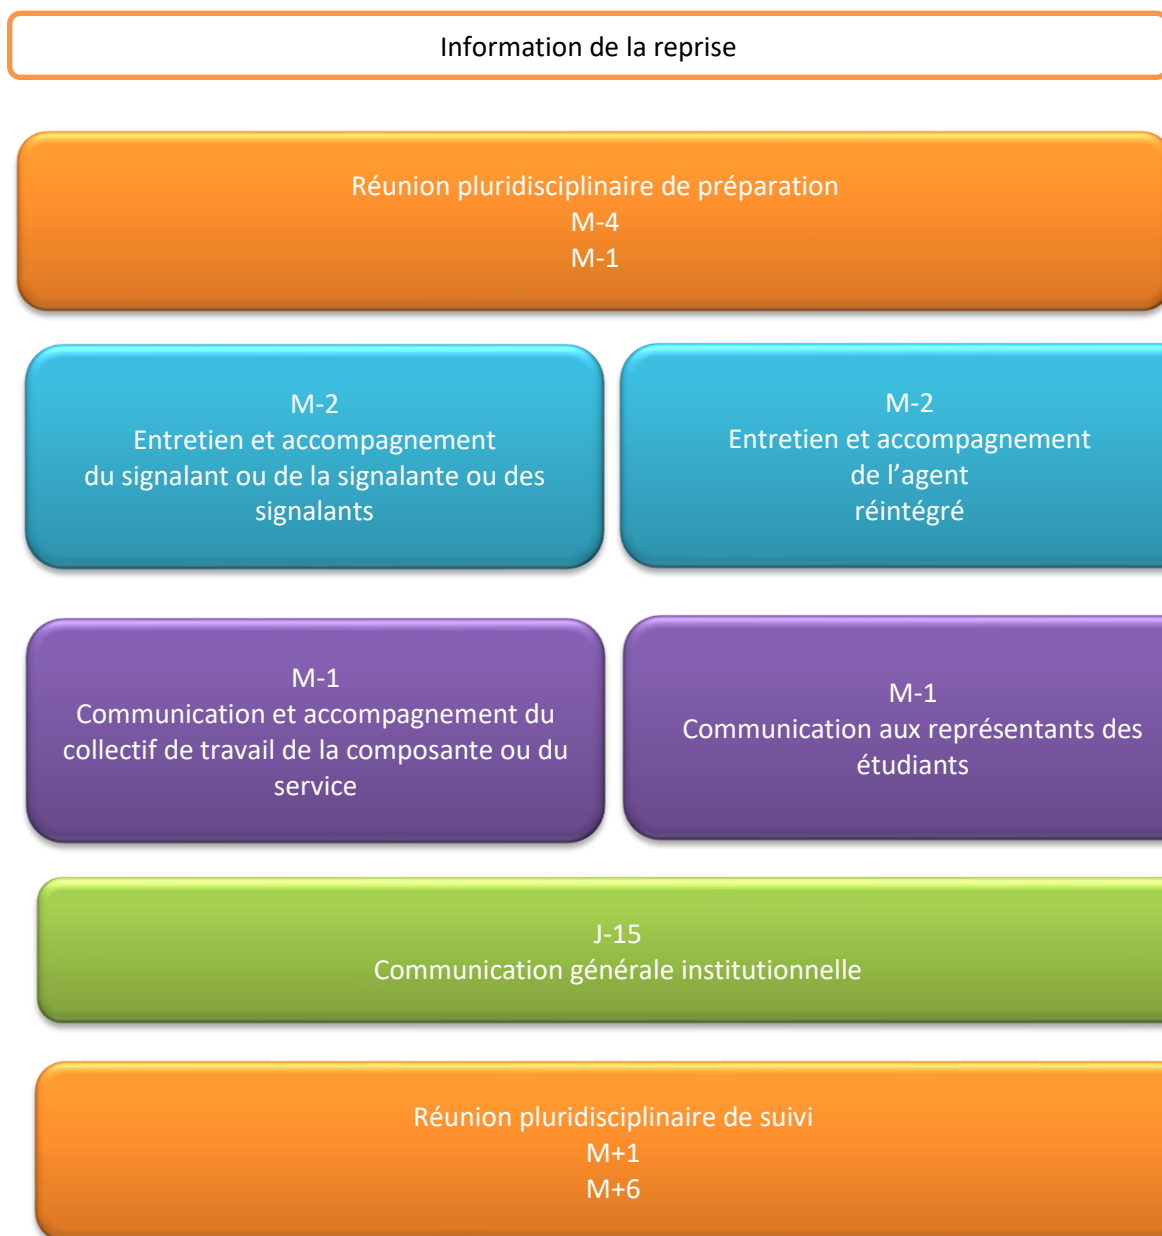 Information de la reprise
Réunion pluridisciplinaire de préparation
M-4
M-1
M-2
Entretien et accompagnement
du signalant ou de la signalante ou des
signalants
M-2
Entretien et accompagnement
de l’agent
réintégré
M-1
Communication et accompagnement du
collectif de travail de la composante ou du
service
M-1
Communication aux représentants des
étudiants
J-15
Communication générale institutionnelle
Réunion pluridisciplinaire de suivi
M+1
M+6